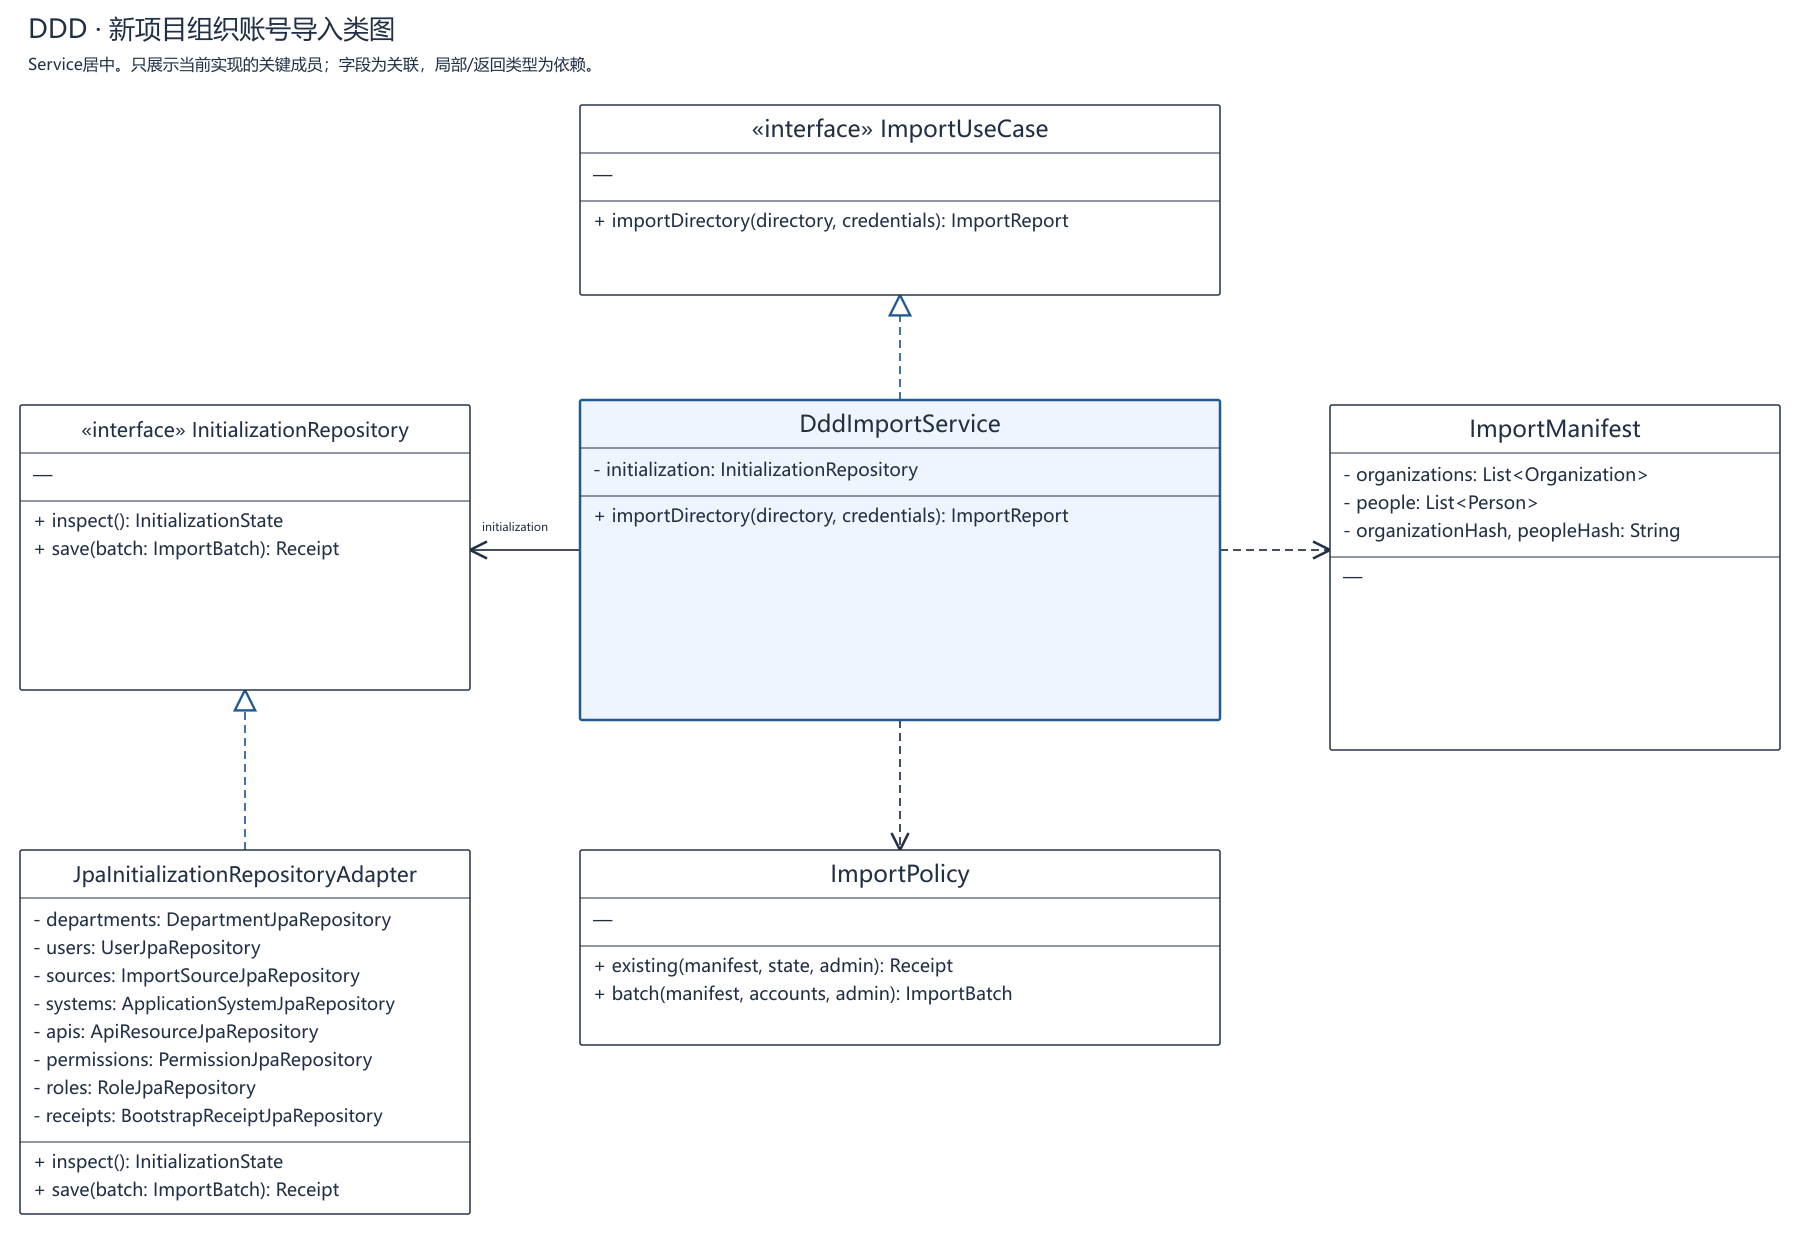 DDD · 新项目组织账号导入类图
Service居中。只展示当前实现的关键成员；字段为关联，局部/返回类型为依赖。
«interface» ImportUseCase
—
+ importDirectory(directory, credentials): ImportReport
«interface» InitializationRepository
—
+ inspect(): InitializationState
+ save(batch: ImportBatch): Receipt
initialization
DddImportService
- initialization: InitializationRepository
+ importDirectory(directory, credentials): ImportReport
ImportManifest
- organizations: List<Organization>
- people: List<Person>
- organizationHash, peopleHash: String
—
JpaInitializationRepositoryAdapter
- departments: DepartmentJpaRepository
- users: UserJpaRepository
- sources: ImportSourceJpaRepository
- systems: ApplicationSystemJpaRepository
- apis: ApiResourceJpaRepository
- permissions: PermissionJpaRepository
- roles: RoleJpaRepository
- receipts: BootstrapReceiptJpaRepository
+ inspect(): InitializationState
+ save(batch: ImportBatch): Receipt
ImportPolicy
—
+ existing(manifest, state, admin): Receipt
+ batch(manifest, accounts, admin): ImportBatch